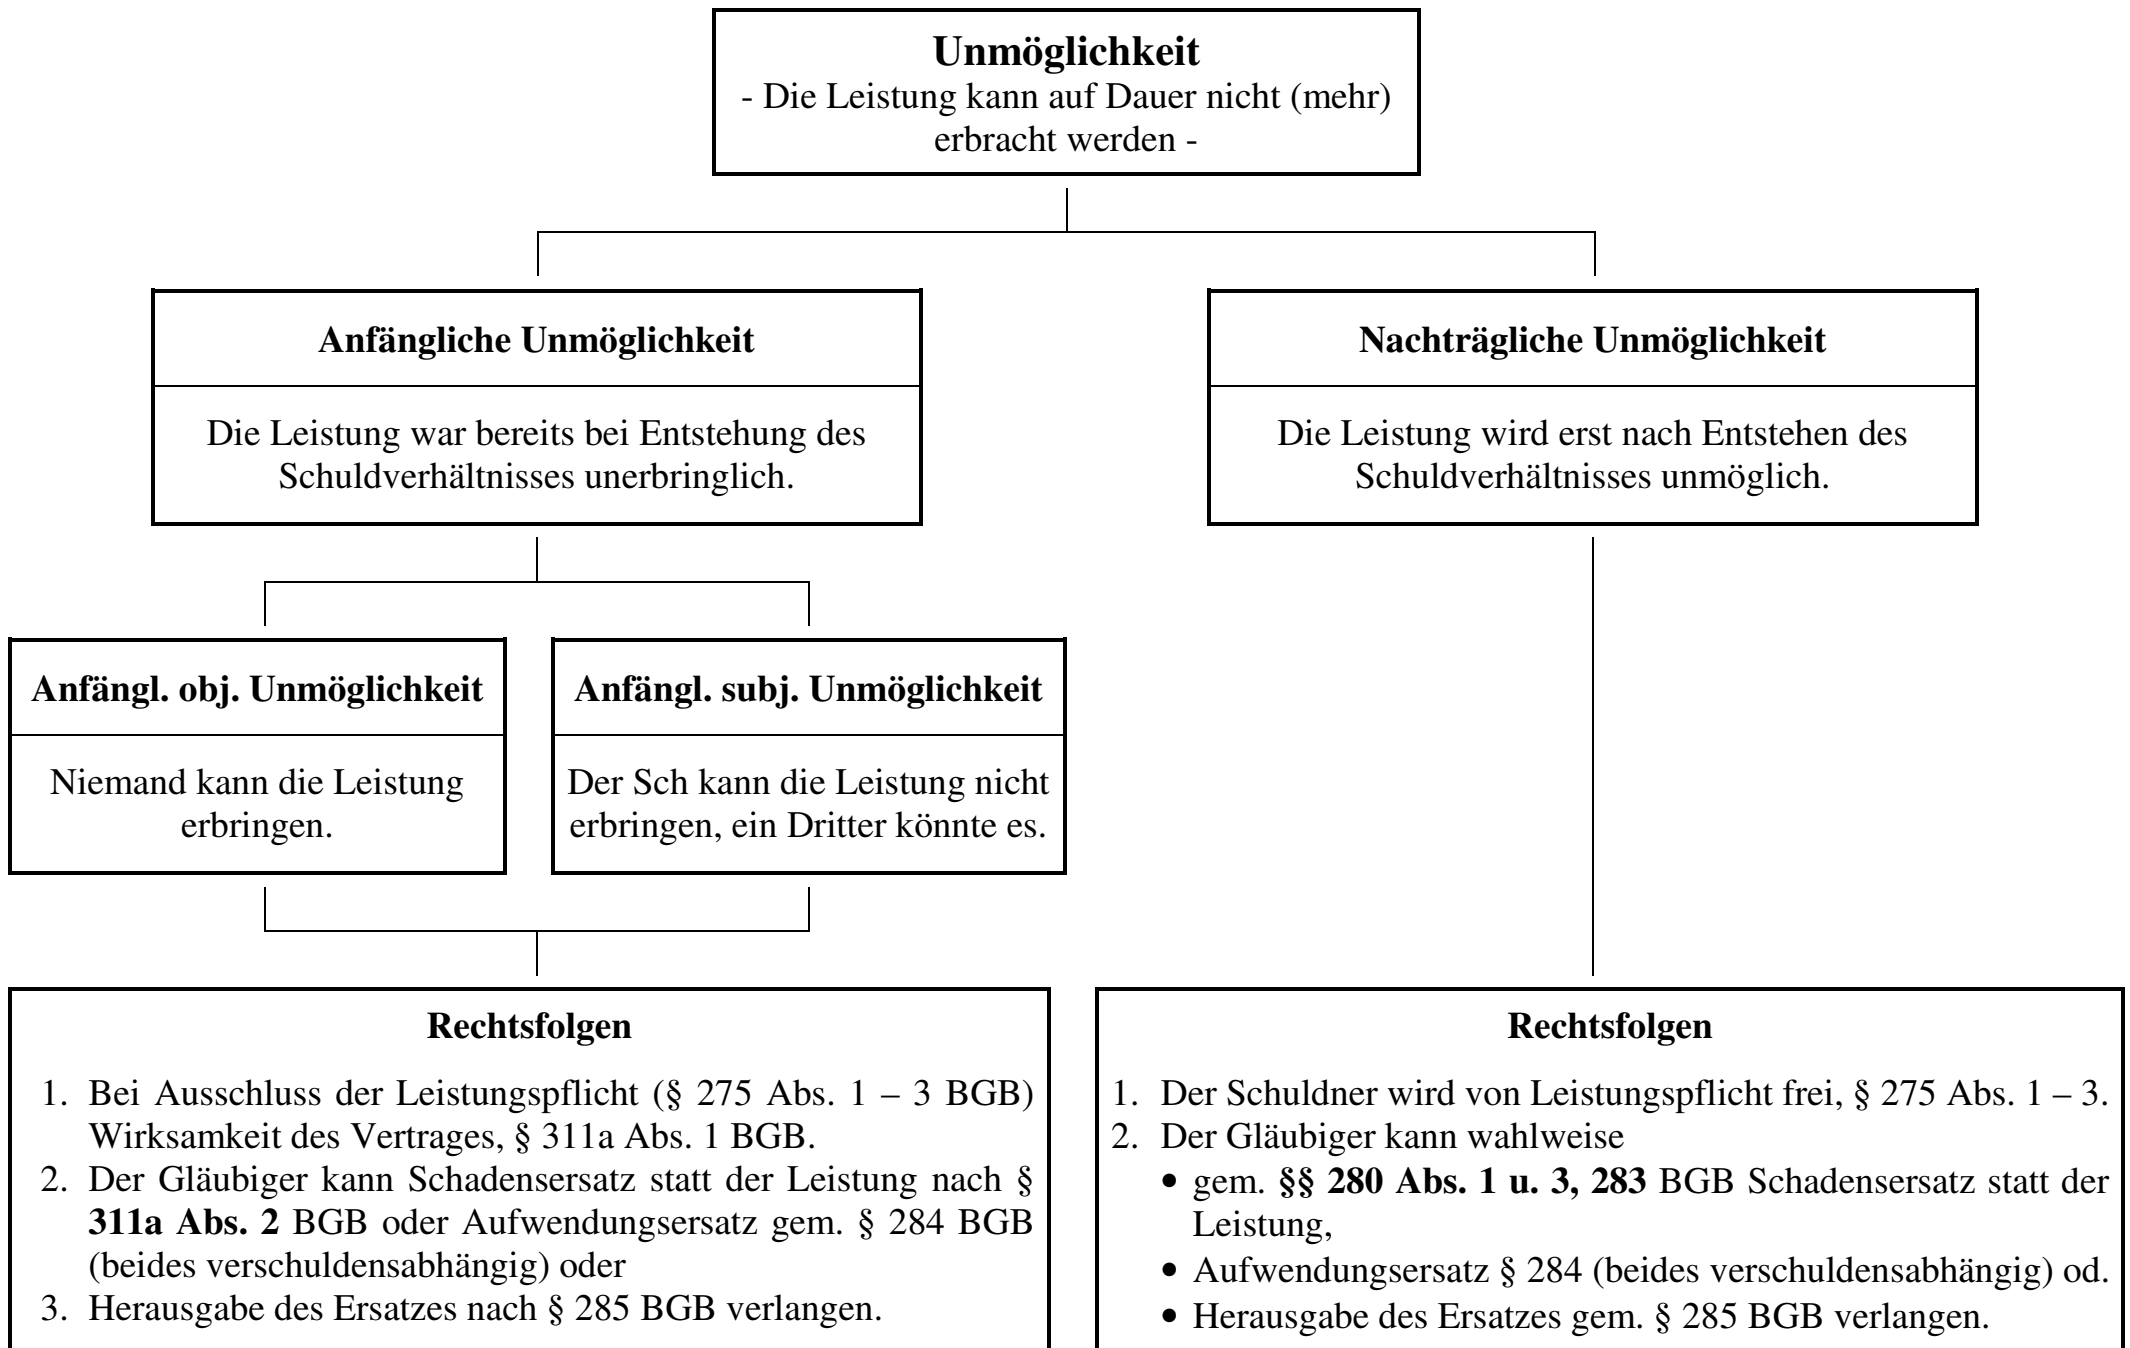 Unmöglichkeit
- Die Leistung kann auf Dauer nicht (mehr)
erbracht werden -
Anfängliche Unmöglichkeit
Die Leistung war bereits bei Entstehung des
Schuldverhältnisses unerbringlich.
Nachträgliche Unmöglichkeit
Die Leistung wird erst nach Entstehen des
Schuldverhältnisses unmöglich.
Anfängl. obj. Unmöglichkeit
Niemand kann die Leistung
erbringen.
Anfängl. subj. Unmöglichkeit
Der Sch kann die Leistung nicht
erbringen, ein Dritter könnte es.
Rechtsfolgen
1. Bei Ausschluss der Leistungspflicht (§ 275 Abs. 1 – 3 BGB)
Wirksamkeit des Vertrages, § 311a Abs. 1 BGB.
2. Der Gläubiger kann Schadensersatz statt der Leistung nach §
311a Abs. 2 BGB oder Aufwendungsersatz gem. § 284 BGB
(beides verschuldensabhängig) oder
3. Herausgabe des Ersatzes nach § 285 BGB verlangen.
Rechtsfolgen
1. Der Schuldner wird von Leistungspflicht frei, § 275 Abs. 1 – 3.
2. Der Gläubiger kann wahlweise
• gem. §§ 280 Abs. 1 u. 3, 283 BGB Schadensersatz statt der
Leistung,
• Aufwendungsersatz § 284 (beides verschuldensabhängig) od.
• Herausgabe des Ersatzes gem. § 285 BGB verlangen.